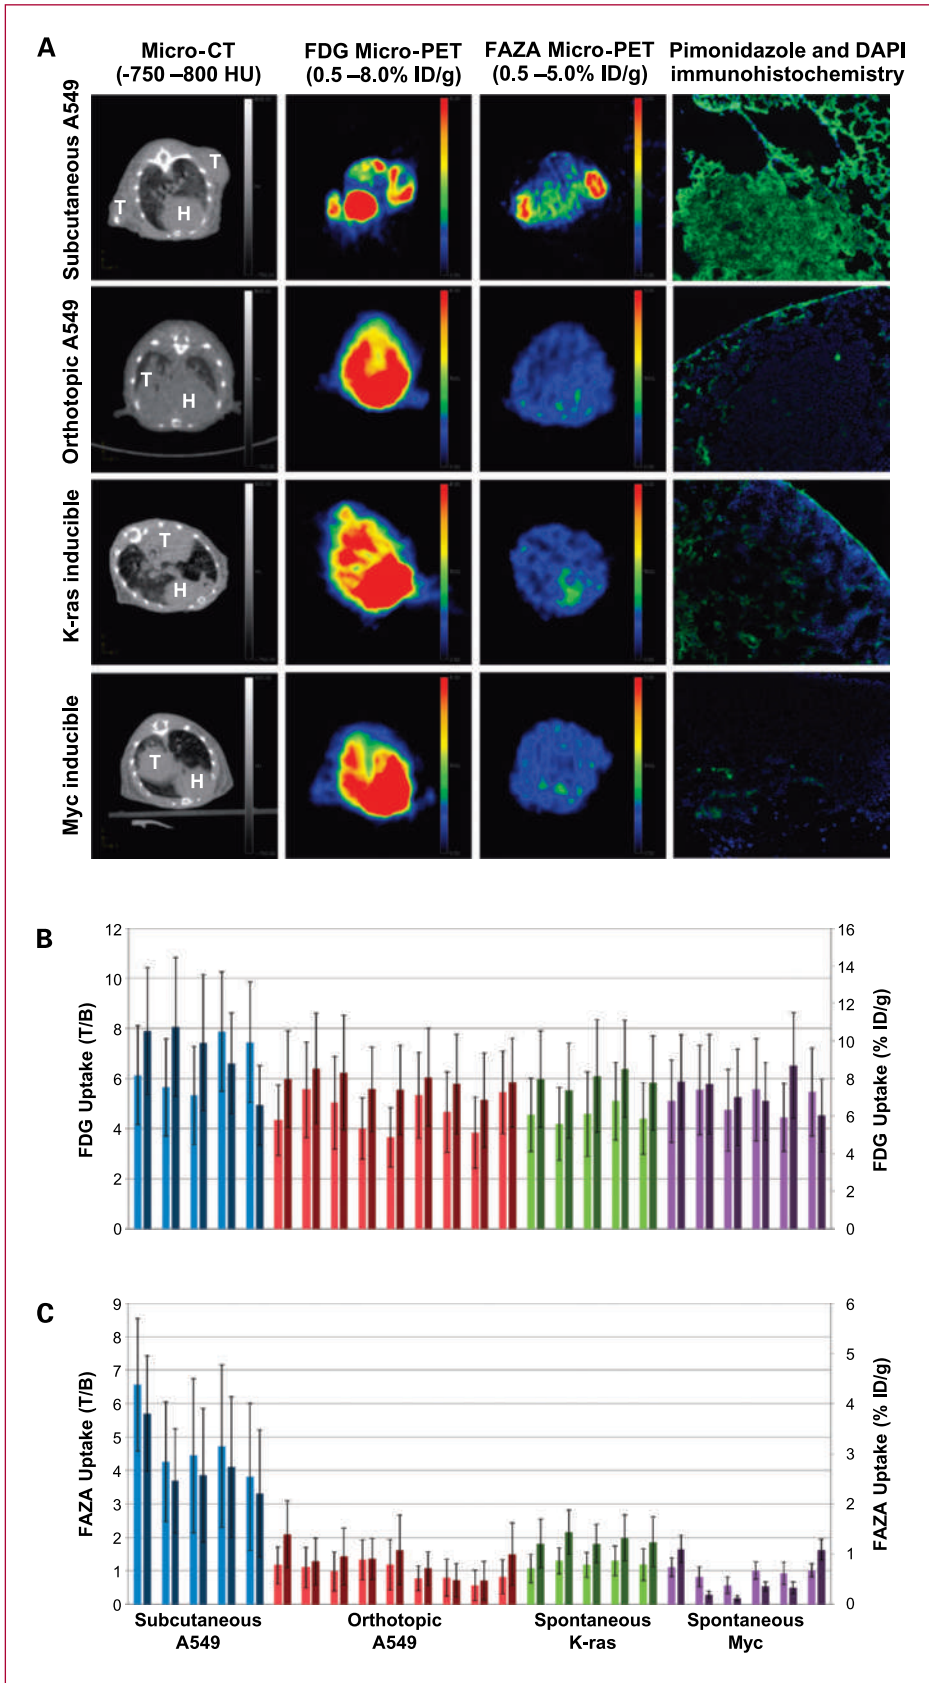 A
Micro-CT
(-750 –800 HU)
FDG Micro-PET
(0.5 –8.0% ID/g)
FAZA Micro-PET
(0.5 –5.0% ID/g)
Pimonidazole and DAPI
immunohistochemistry
Subcutaneous A549
T
T
H
Orthotopic A549
T
H
K-ras inducible
T
H
Myc inducible
T
H
B
FDG Uptake (T/B)
12
10
8
6
4
2
0
16
14
12
10
8
6
4
2
0
FDG Uptake (% ID/g)
C
FAZA Uptake (T/B)
9
8
7
6
5
4
3
2
1
0
6
5
4
3
2
1
0
FAZA Uptake (% ID/g)
Subcutaneous
A549
Orthotopic
A549
Spontaneous
K-ras
Spontaneous
Myc